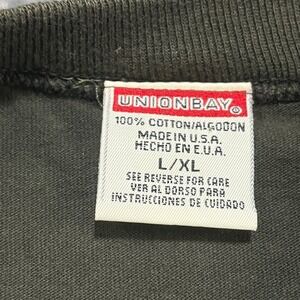 UNIONBAY®
100% COTTON/ALGODON
MADE IN U.S.A.
HECHO EN E.U.A.
L/XL
SEE REVERSE FOR CARE
VER AL DORSO PARA
INSTRUCCIONES DE CUIDADO